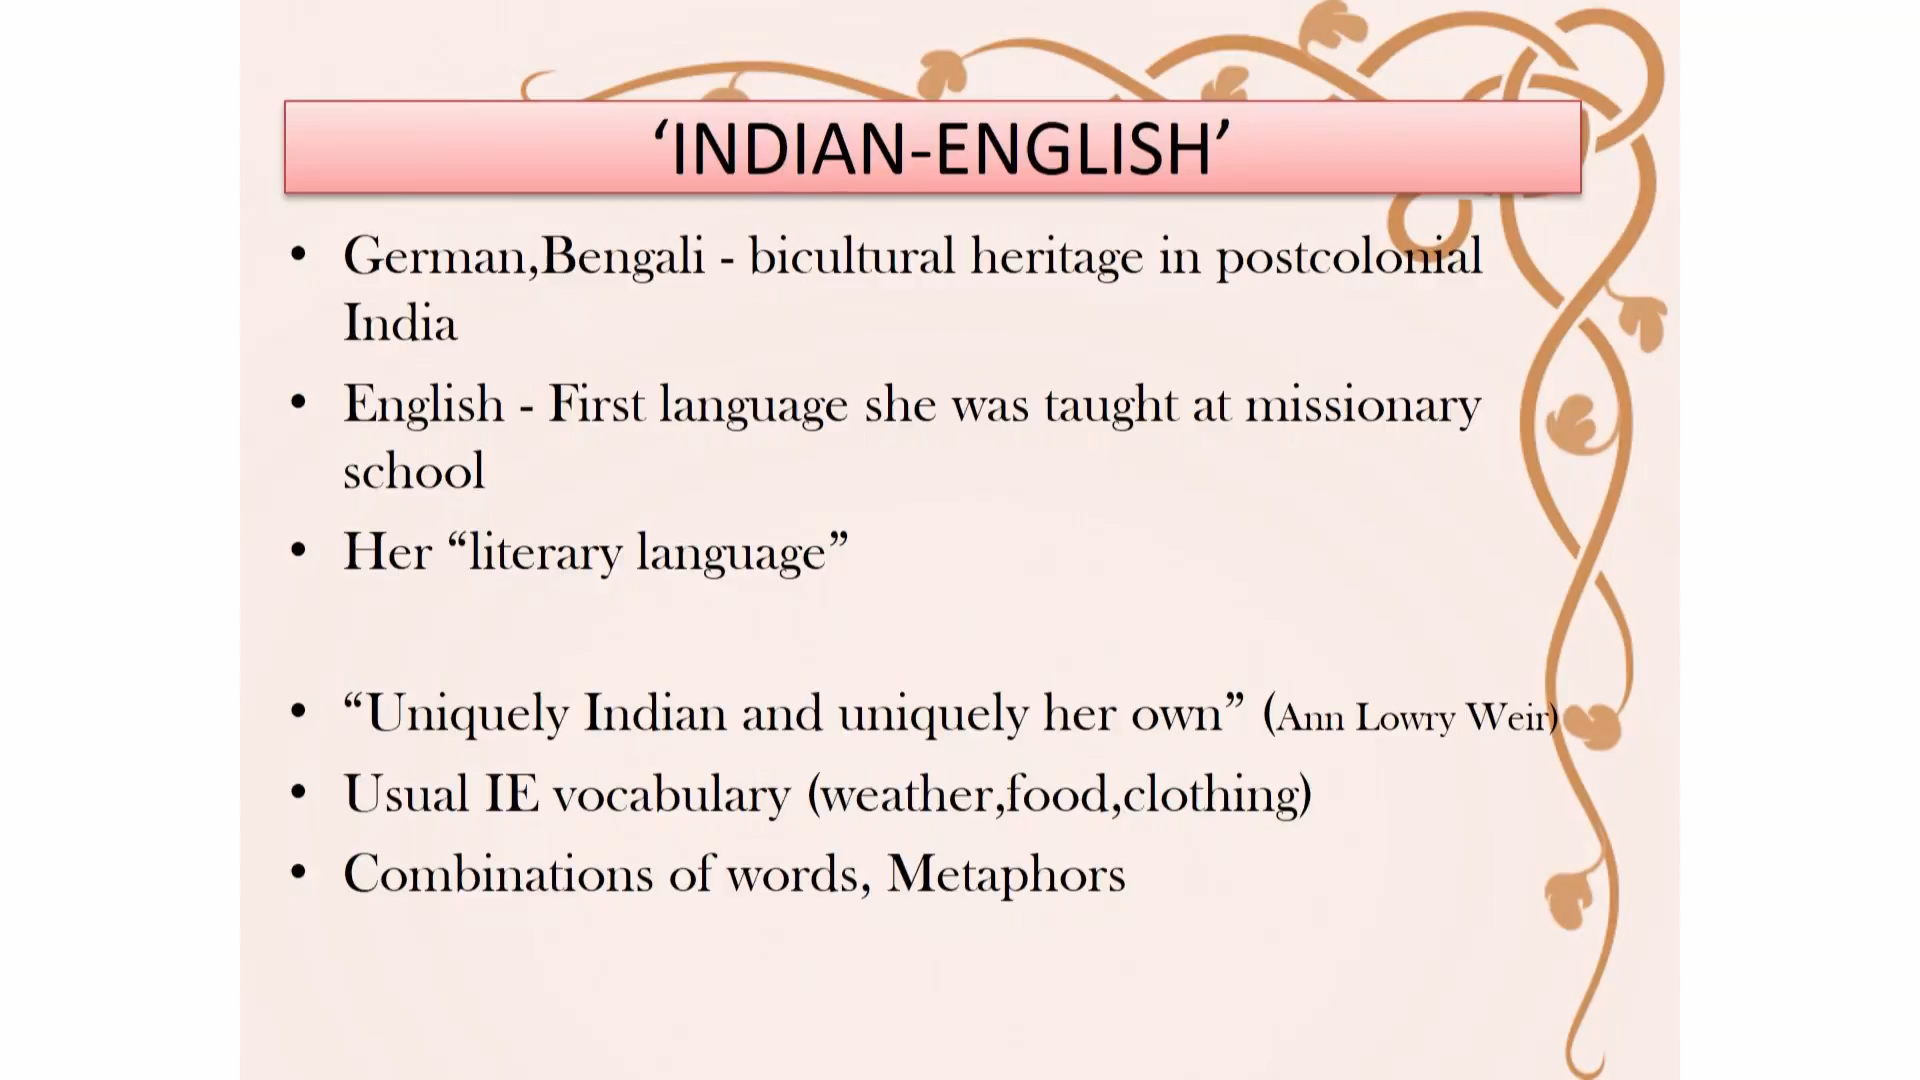 ‘INDIAN-ENGLISH’
• German,Bengali - bicultural heritage in postcolonial
India
• English - First language she was taught at missionary
school
• Her “literary language”
• “Uniquely Indian and uniquely her own” (Ann Lowry Weir)
• Usual IE vocabulary (weather,food,clothing)
• Combinations of words, Metaphors